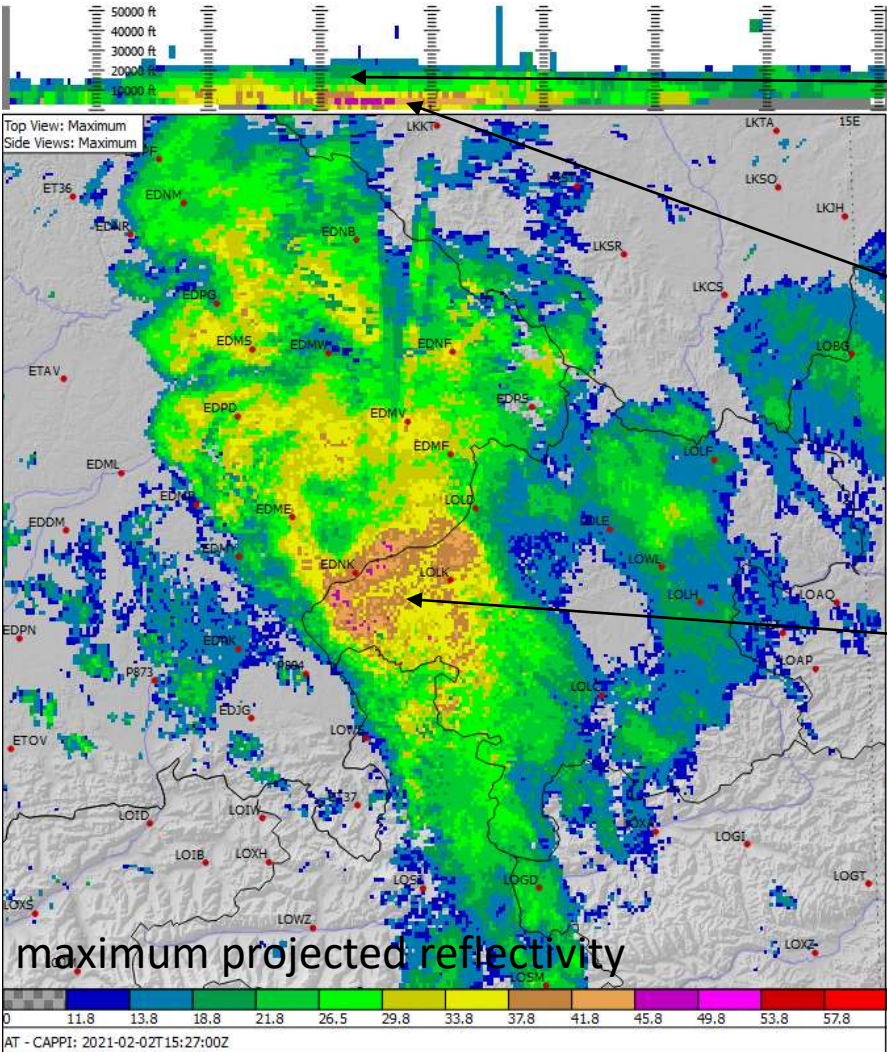 50000 ft
40000 ft
30000 ft
20000 ft
10000 ft
Top View: Maximum
Side Views: Maximum
LKKT
LKTA
15E
ET36
EDNM
LKSO
EDNR
EDNB
LKJH
LKSR
EDPG
LKCS
EDMS
EDMW
EDNF
LOBG
ETAV
EDPS
EDPD
EDMV
EDMF
LOLF
EDML
EDME
LOLD
EDDM
EDMY
EDNK
LOLK
LOWL
LOLH
LOAO
EDPN
LOAP
P873
LOLC
EDJG
ETOV
LOID
LOIW
LOGI
LOIB
LOXH
LOGD
LOGT
LOXS
LOWZ
LOXZ
maximum projected reflectivity
LOSM
0 11.8 13.8 18.8 21.8 26.5 29.8 33.8 37.8 41.8 45.8 49.8 53.8 57.8
AT - CAPPI: 2021-02-02T15:27:00Z